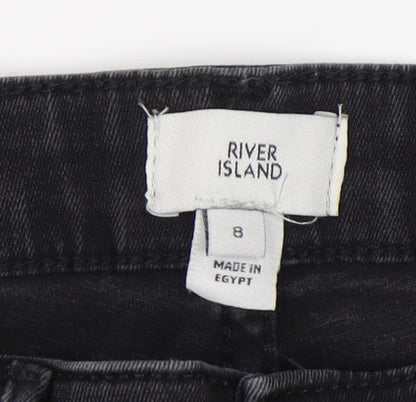 RIVER
ISLAND
8
MADE IN
EGYPT